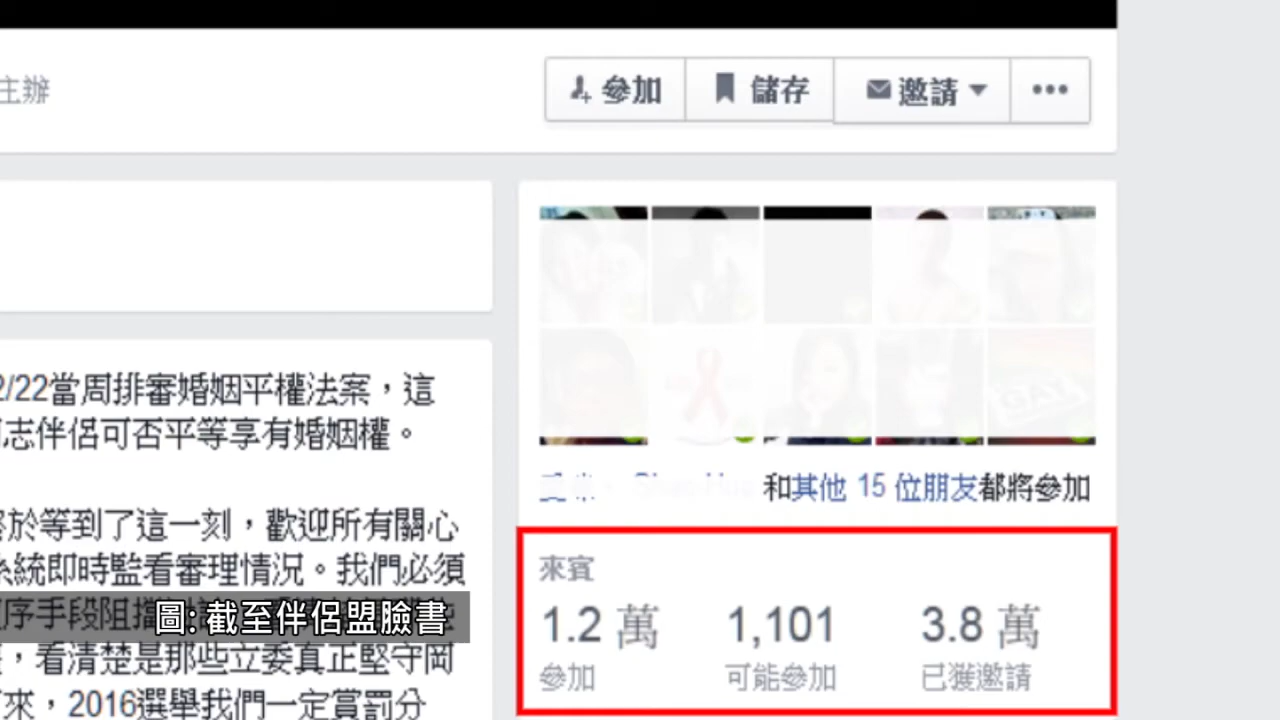 主辦
參加
儲存
邀請
2/22當周排審婚姻平權法案，這
志伴侶可否平等享有婚姻權。
於等到了這一刻，歡迎所有關心
系統即時監看審理情況。我們必須
序手段阻擋
圖: 截至伴侶盟臉書
，看清楚是那些立委真正堅守岡
來，2016選舉我們一定賞罰分
和其他 15 位朋友都將參加
來賓
1.2 萬
參加
1,101
可能參加
3.8 萬
已獲邀請